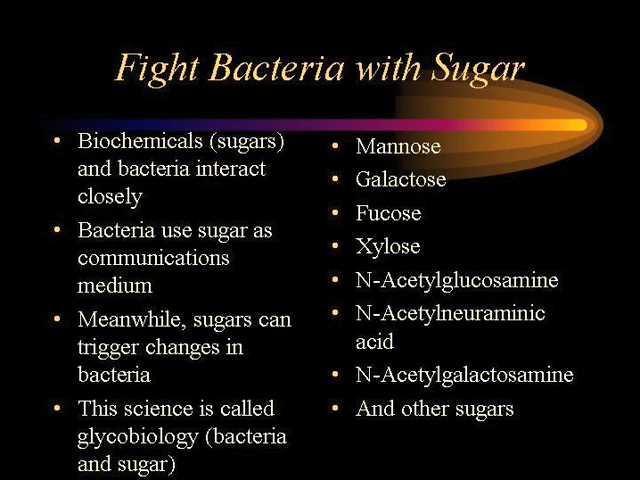 Fight Bacteria with Sugar
• Biochemicals (sugars)
and bacteria interact
closely
• Bacteria use sugar as
communications
medium
• Meanwhile, sugars can
trigger changes in
bacteria
• This science is called
glycobiology (bacteria
and sugar)
• Mannose
• Galactose
• Fucose
• Xylose
• N-Acetylglucosamine
• N-Acetylneuraminic
acid
• N-Acetylgalactosamine
• And other sugars